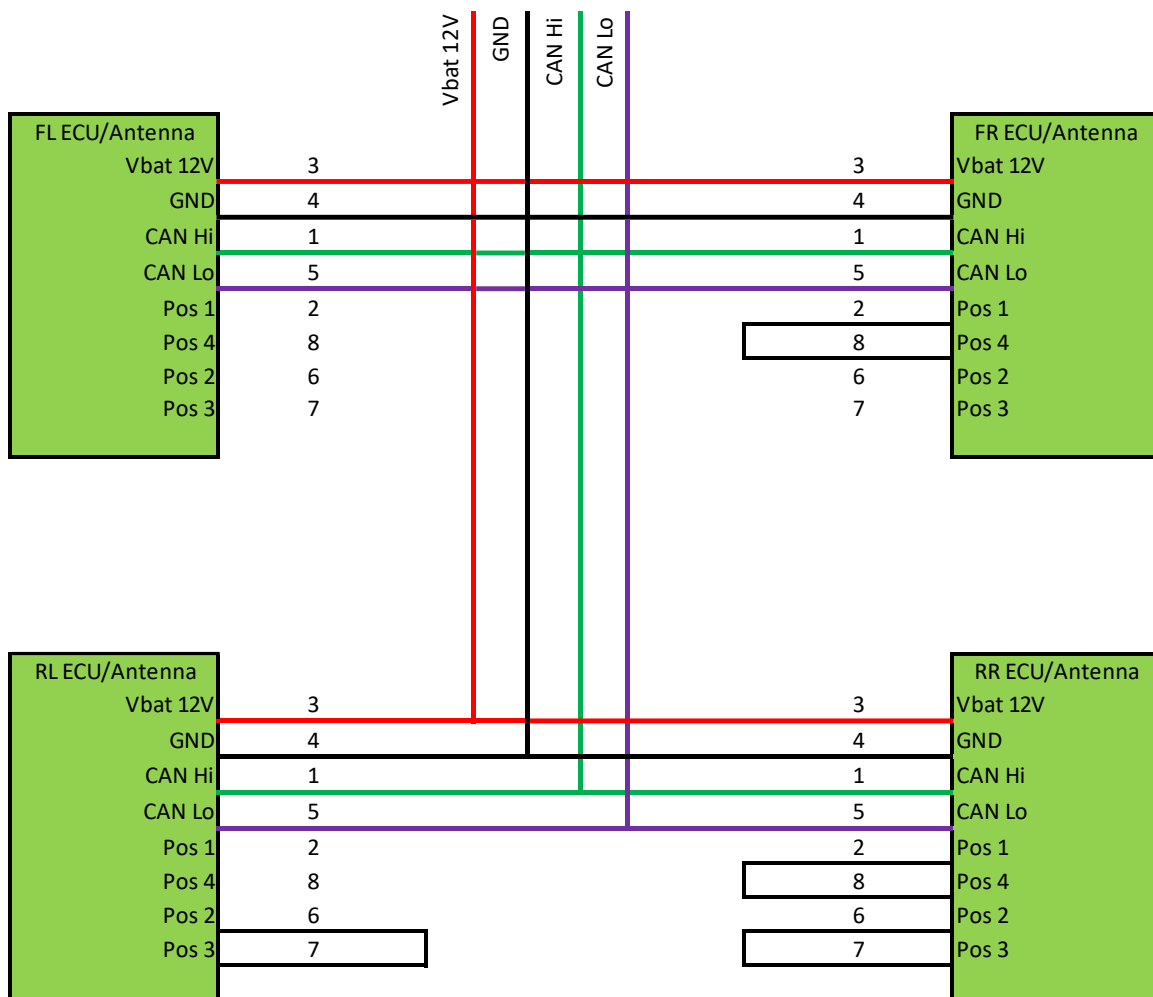 Vbat 12V
GND
CAN Hi
CAN Lo
FL ECU/Antenna
Vbat 12V 3
GND 4
CAN Hi 1
CAN Lo 5
Pos 1 2
Pos 4 8
Pos 2 6
Pos 3 7
FR ECU/Antenna
3 Vbat 12V
4 GND
1 CAN Hi
5 CAN Lo
2 Pos 1
8 Pos 4
6 Pos 2
7 Pos 3
RL ECU/Antenna
Vbat 12V 3
GND 4
CAN Hi 1
CAN Lo 5
Pos 1 2
Pos 4 8
Pos 2 6
Pos 3 7
RR ECU/Antenna
3 Vbat 12V
4 GND
1 CAN Hi
5 CAN Lo
2 Pos 1
8 Pos 4
6 Pos 2
7 Pos 3